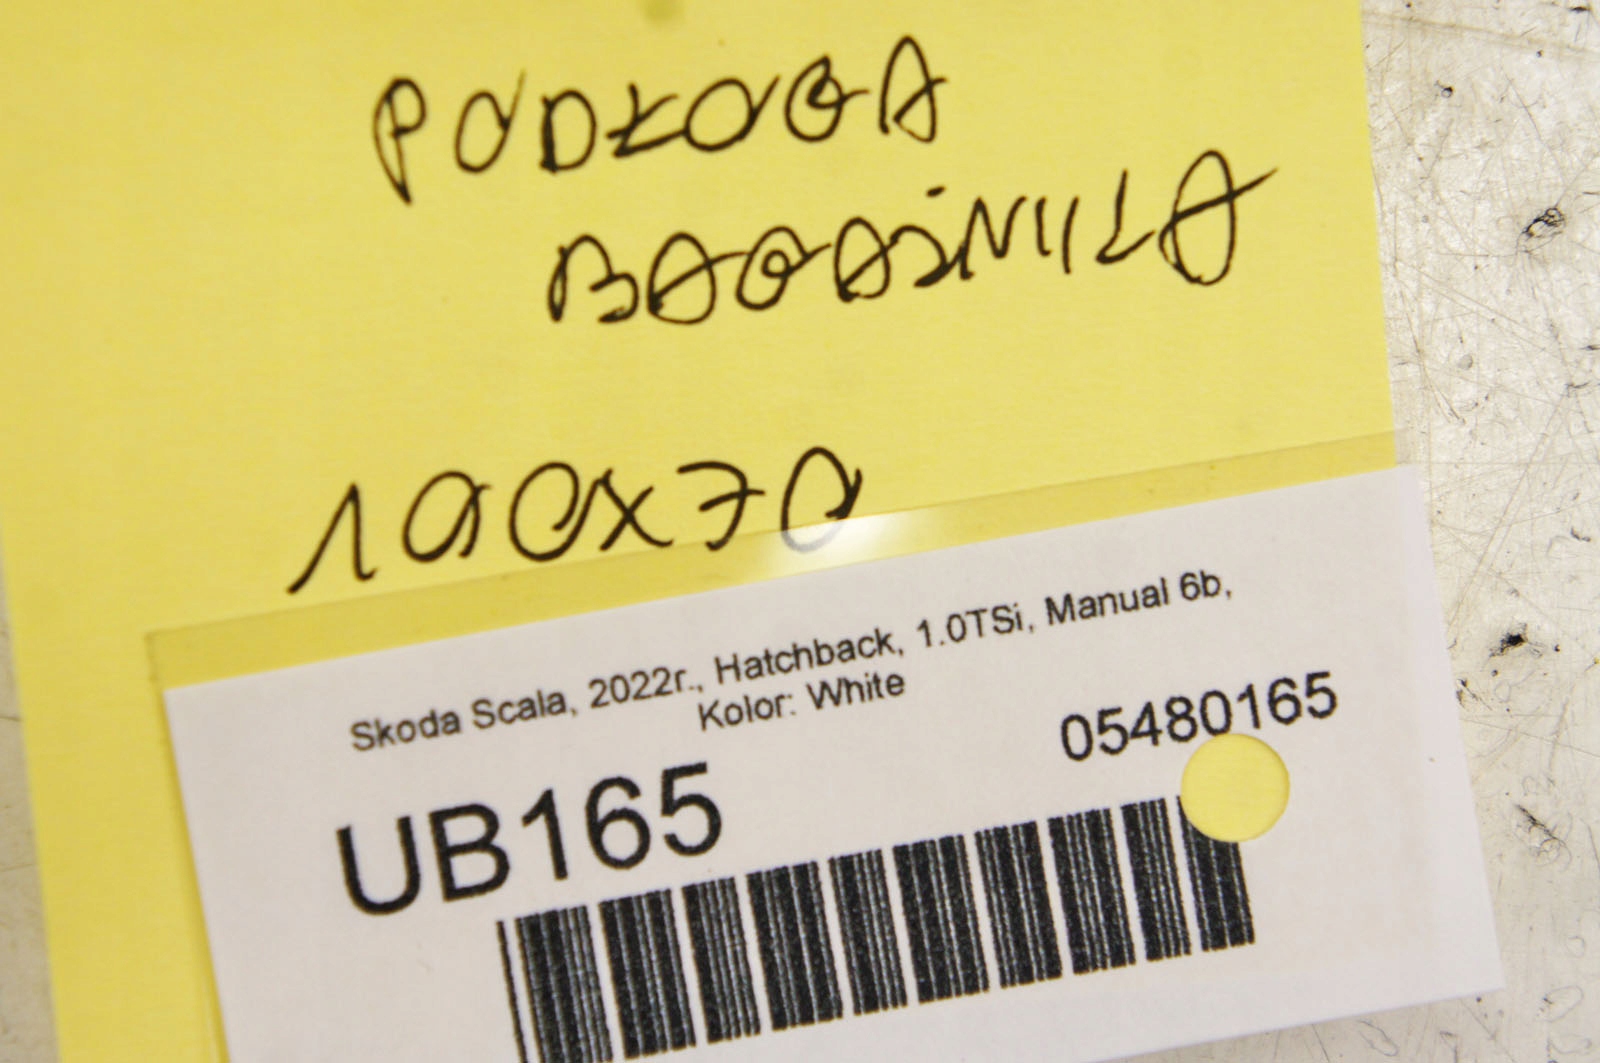 PODŁOGA
BAGAŻNIKA
100x70
Skoda Scala, 2022r., Hatchback, 1.0TSi, Manual 6b,
Kolor: White
05480165
UB165